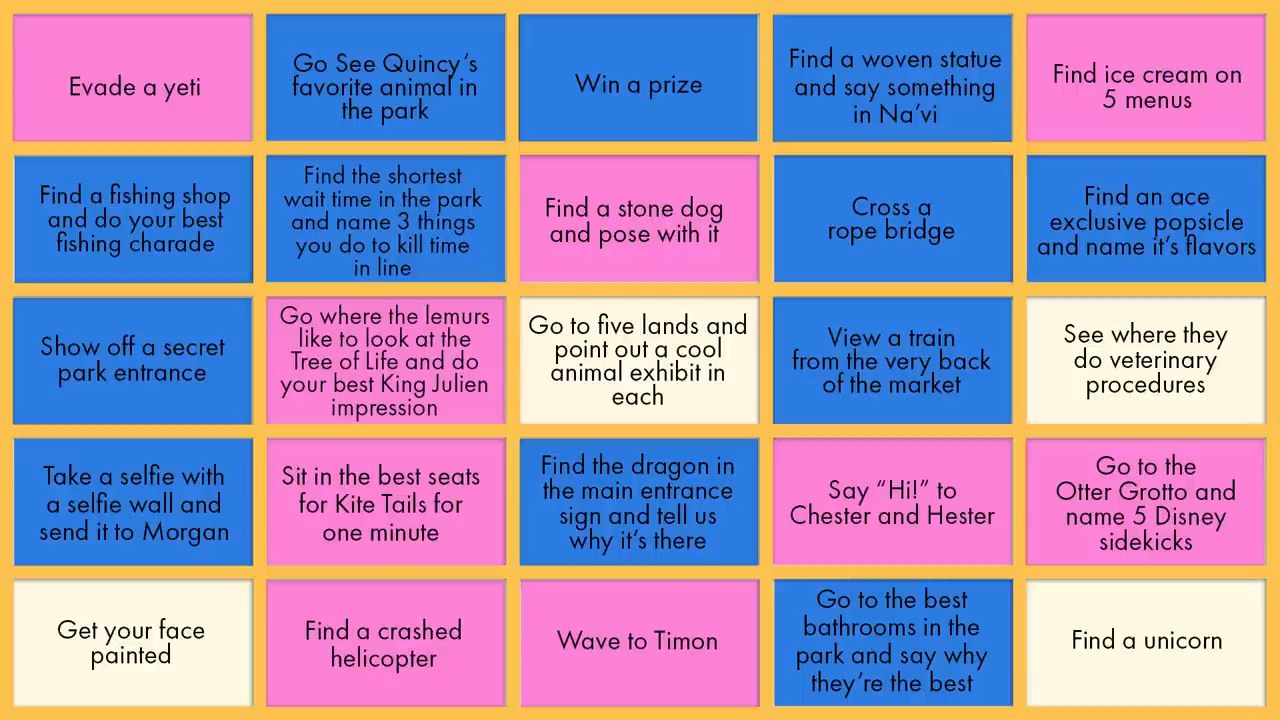 Evade a yeti
Go See Quincy's
favorite animal in
the park
Win a prize
Find a woven statue
and say something
in Na'vi
Find ice cream on
5 menus
Find a fishing shop
and do your best
fishing charade
Find the shortest
wait time in the park
and name 3 things
you do to kill time
in line
Find a stone dog
and pose with it
Cross a
rope bridge
Find an ace
exclusive popsicle
and name it's flavors
Show off a secret
park entrance
Go where the lemurs
like to look at the
Tree of Life and do
your best King Julien
impression
Go to five lands and
point out a cool
animal exhibit in
each
View a train
from the very back
of the market
See where they
do veterinary
procedures
Take a selfie with
a selfie wall and
send it to Morgan
Sit in the best seats
for Kite Tails for
one minute
Find the dragon in
the main entrance
sign and tell us
why it's there
Say "Hi!" to
Chester and Hester
Go to the
Otter Grotto and
name 5 Disney
sidekicks
Get your face
painted
Find a crashed
helicopter
Wave to Timon
Go to the best
bathrooms in the
park and say why
they're the best
Find a unicorn